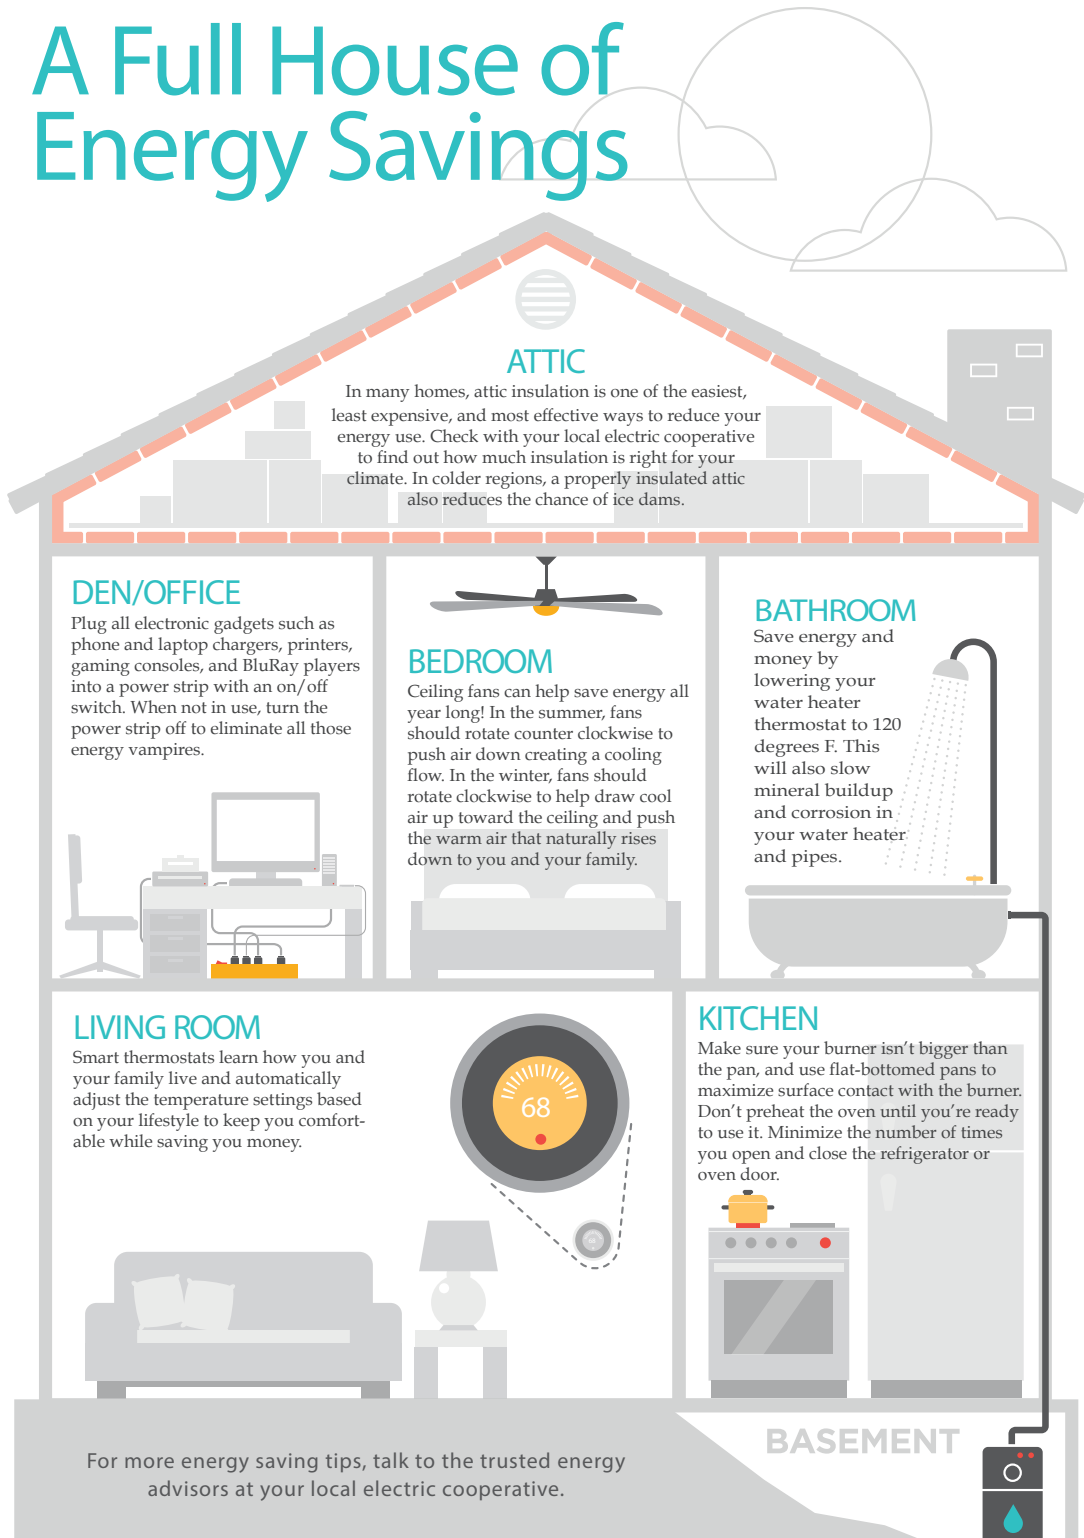 A Full House of
Energy Savings
ATTIC
In many homes, attic insulation is one of the easiest,
least expensive, and most effective ways to reduce your
energy use. Check with your local electric cooperative
to find out how much insulation is right for your
climate. In colder regions, a properly insulated attic
also reduces the chance of ice dams.
DEN/OFFICE
Plug all electronic gadgets such as
phone and laptop chargers, printers,
gaming consoles, and BluRay players
into a power strip with an on/off
switch. When not in use, turn the
power strip off to eliminate all those
energy vampires.
BEDROOM
Ceiling fans can help save energy all
year long! In the summer, fans
should rotate counter clockwise to
push air down creating a cooling
flow. In the winter, fans should
rotate clockwise to help draw cool
air up toward the ceiling and push
the warm air that naturally rises
down to you and your family.
BATHROOM
Save energy and
money by
lowering your
water heater
thermostat to 120
degrees F. This
will also slow
mineral buildup
and corrosion in
your water heater
and pipes.
LIVING ROOM
Smart thermostats learn how you and
your family live and automatically
adjust the temperature settings based
on your lifestyle to keep you comfort-
able while saving you money.
68
KITCHEN
Make sure your burner isn't bigger than
the pan, and use flat-bottomed pans to
maximize surface contact with the burner.
Don't preheat the oven until you're ready
to use it. Minimize the number of times
you open and close the refrigerator or
oven door.
BASEMENT
For more energy saving tips, talk to the trusted energy
advisors at your local electric cooperative.